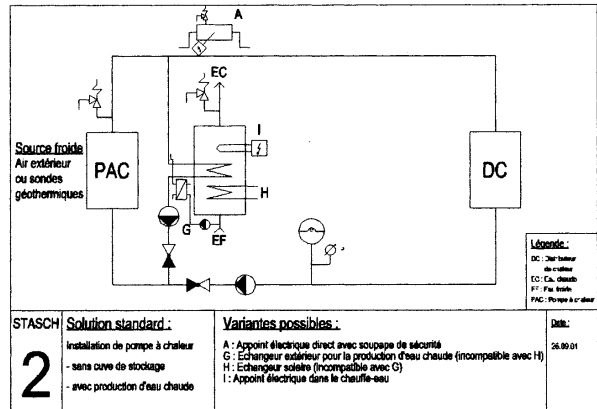 A
EC
I
Source froide
Air extérieur
ou sondes
géothermiques
PAC
DC
H
G
EF
Légende :
DC : Distributeur
de chaleur
EC : Eau chaude
EF : Eau froide
PAC : Pompe à chaleur
STASCH
2
Solution standard :
Installation de pompe à chaleur
- sans cuve de stockage
- avec production d'eau chaude
Variantes possibles :
A : Appoint électrique direct avec soupape de sécurité
G : Echangeur extérieur pour la production d'eau chaude (incompatible avec H)
H : Echangeur solaire (incompatible avec G)
I : Appoint électrique dans le chauffe-eau
Date :
26.09.01